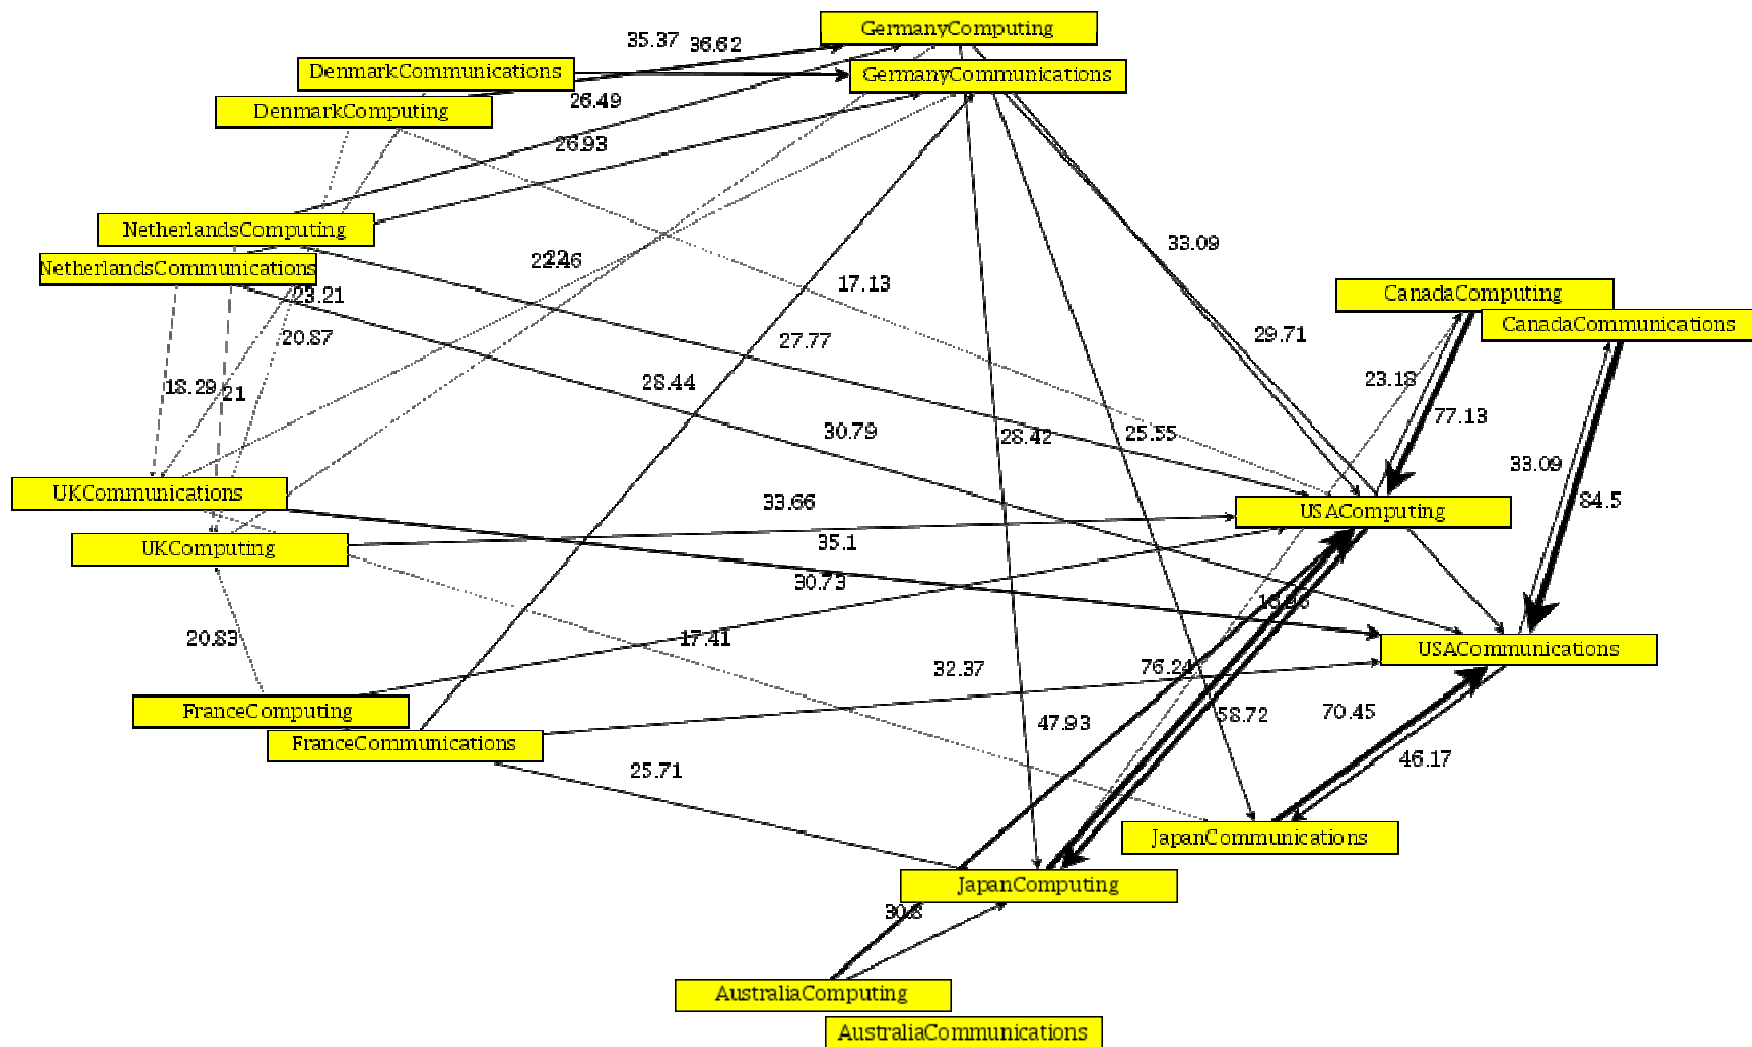 GermanyComputing
35.37
36.62
DenmarkCommunications
GermanyCommunications
26.49
DenmarkComputing
26.93
NetherlandsComputing
33.09
22.46
NetherlandsCommunications
17.13
23.21
CanadaComputing
CanadaCommunications
20.87
27.77
29.71
18.29
21
28.44
23.18
77.13
30.79
28.42
25.55
33.09
UKCommunications
33.66
84.5
USAComputing
35.1
UKComputing
30.73
20.83
17.41
USACommunications
32.37
76.24
FranceComputing
47.93
58.72
70.45
FranceCommunications
46.17
25.71
JapanCommunications
JapanComputing
30.8
AustraliaComputing
AustraliaCommunications